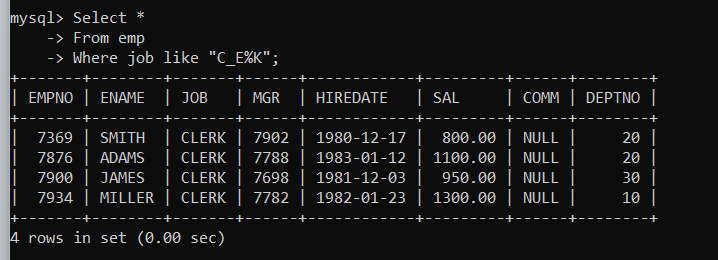 mysql> Select *
    -> From emp
    -> Where job like "C_E%K";
+-------+--------+-------+------+------------+---------+------+--------+
| EMPNO | ENAME  | JOB   | MGR  | HIREDATE   | SAL     | COMM | DEPTNO |
+-------+--------+-------+------+------------+---------+------+--------+
|  7369 | SMITH  | CLERK | 7902 | 1980-12-17 |  800.00 | NULL |     20 |
|  7876 | ADAMS  | CLERK | 7788 | 1983-01-12 | 1100.00 | NULL |     20 |
|  7900 | JAMES  | CLERK | 7698 | 1981-12-03 |  950.00 | NULL |     30 |
|  7934 | MILLER | CLERK | 7782 | 1982-01-23 | 1300.00 | NULL |     10 |
+-------+--------+-------+------+------------+---------+------+--------+
4 rows in set (0.00 sec)